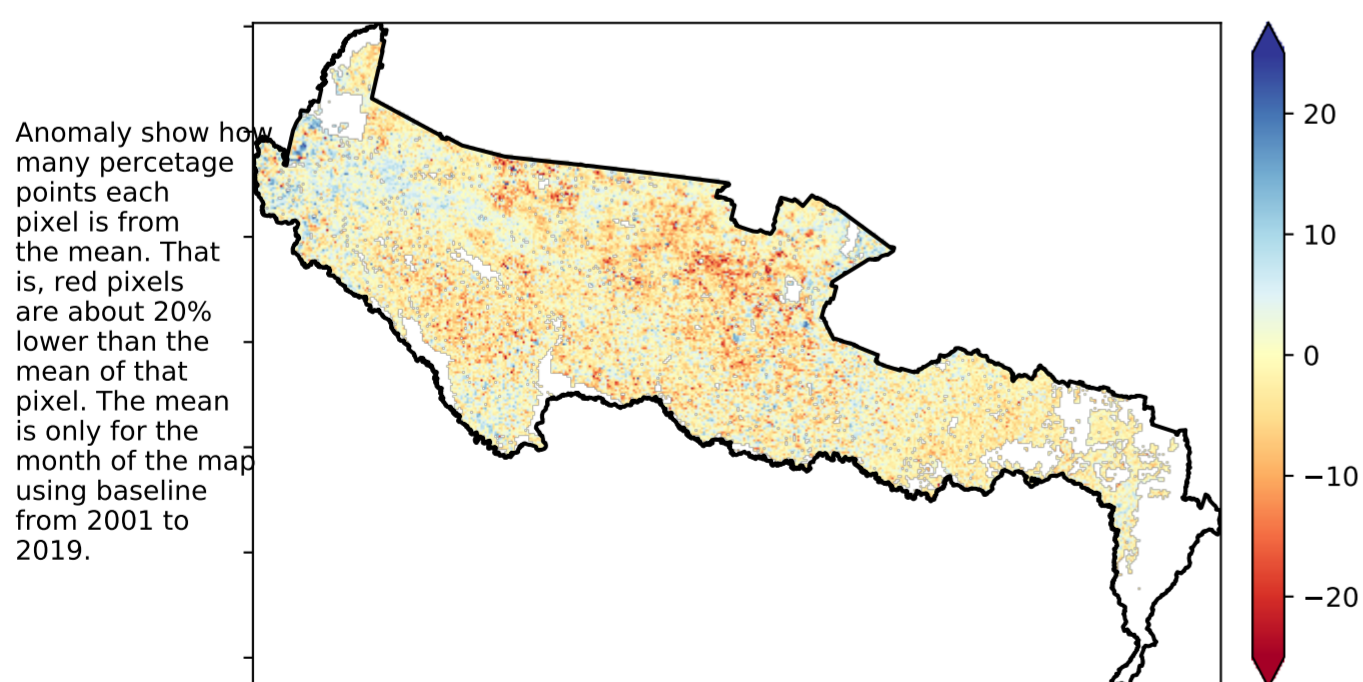 Anomaly show how
many percetage
points each
pixel is from
the mean. That
is, red pixels
are about 20%
lower than the
mean of that
pixel. The mean
is only for the
month of the map
using baseline
from 2001 to
2019.
20
10
0
−10
−20